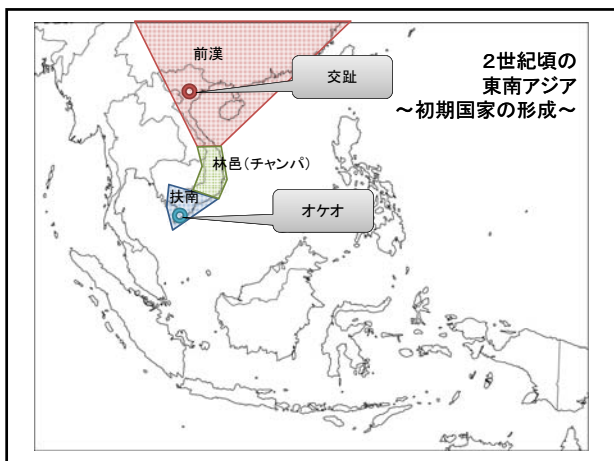 2世紀頃の
東南アジア
～初期国家の形成～
前漢
交趾
林邑（チャンパ）
扶南
オケオ